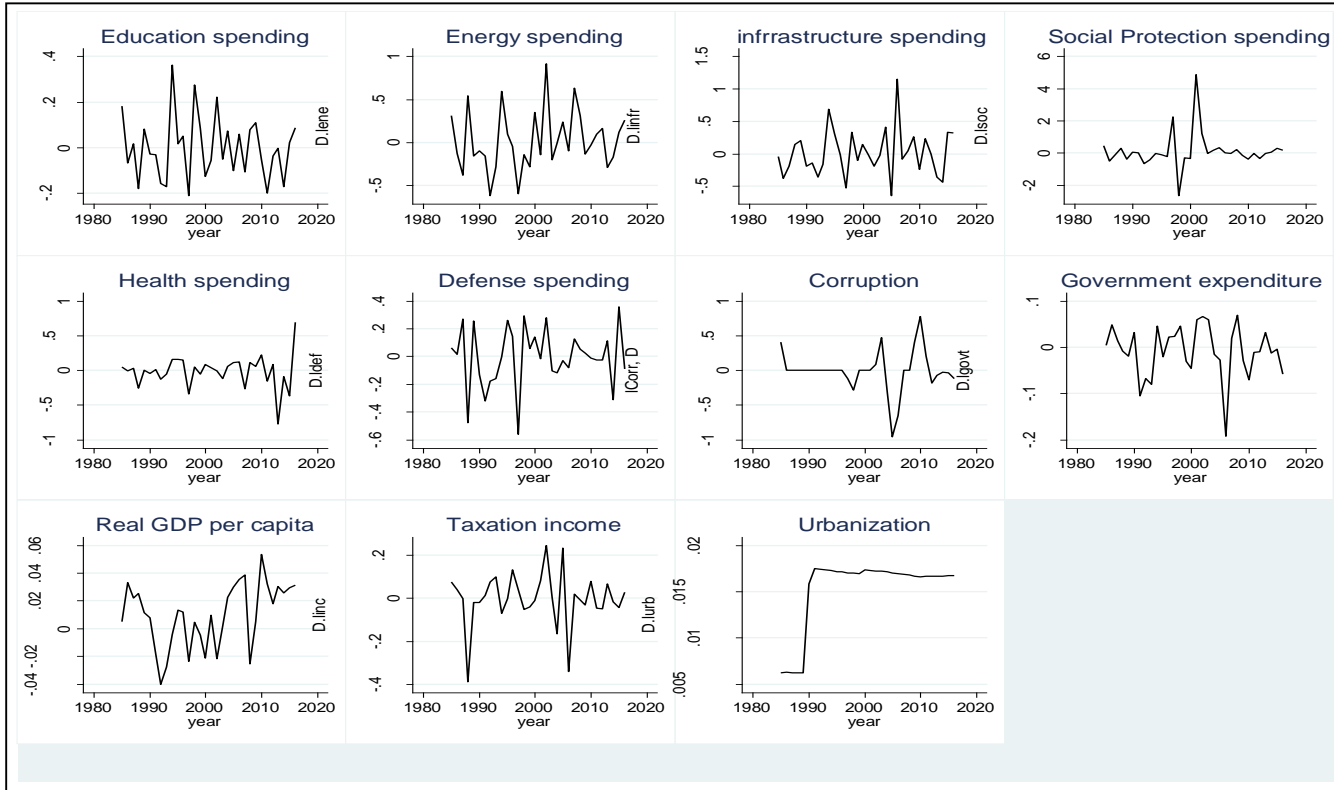 Education spending
.4
.2
0
-.2
1980 1990 2000 2010 2020
year
D.lene
Energy spending
1
.5
0
-.5
1980 1990 2000 2010 2020
year
D.linfr
infrrastructure spending
1.5
1
.5
0
-.5
1980 1990 2000 2010 2020
year
D.lsoc
Social Protection spending
6
4
2
0
-2
1980 1990 2000 2010 2020
year
Health spending
1
.5
0
-.5
-1
1980 1990 2000 2010 2020
year
D.ldef
Defense spending
.4
.2
0
-.2
-.4
-.6
1980 1990 2000 2010 2020
year
lCorr, D
Corruption
1
.5
0
-.5
-1
1980 1990 2000 2010 2020
year
D.lgovt
Government expenditure
.1
0
-.1
-.2
1980 1990 2000 2010 2020
year
Real GDP per capita
.06
.04
.02
0
-.04 -.02
1980 1990 2000 2010 2020
year
D.linc
Taxation income
.2
0
-.2
-.4
1980 1990 2000 2010 2020
year
D.lurb
Urbanization
.02
.015
.01
.005
1980 1990 2000 2010 2020
year